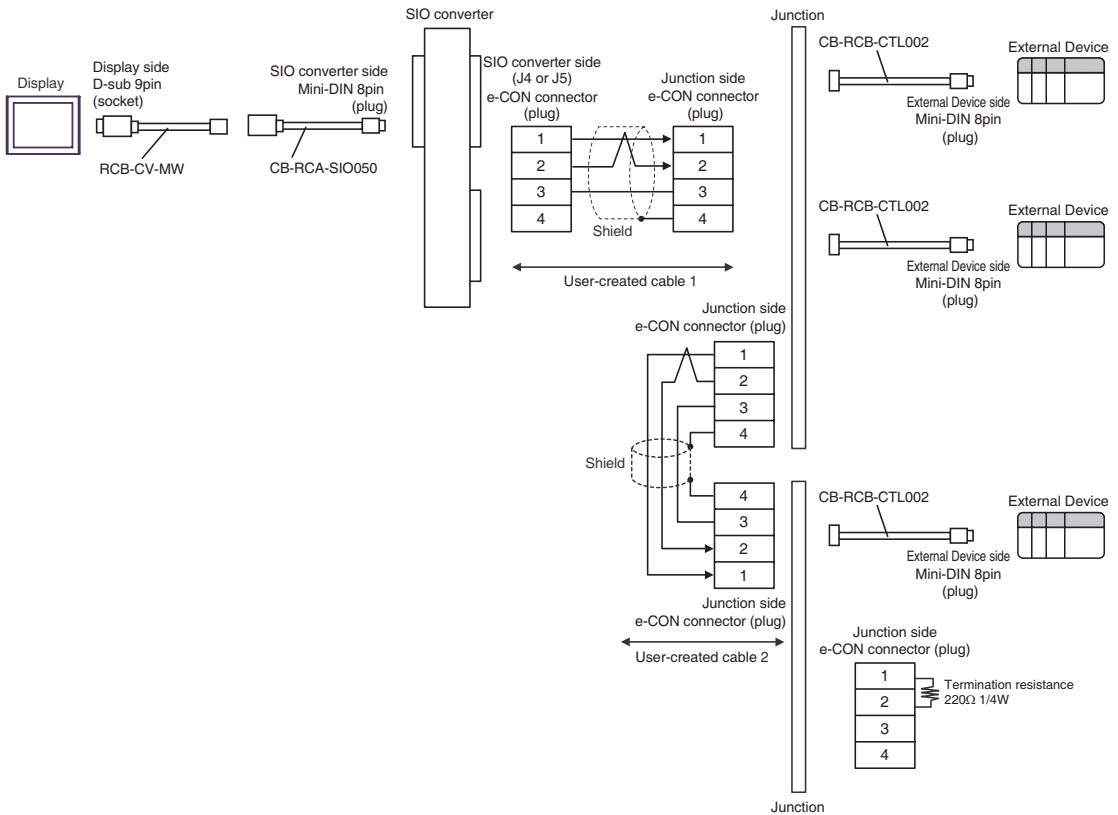 SIO converter
Junction
Display
Display side
D-sub 9pin
(socket)
RCB-CV-MW
SIO converter side
Mini-DIN 8pin
(plug)
CB-RCA-SIO050
SIO converter side
(J4 or J5)
e-CON connector
(plug)
1
2
3
4
Junction side
e-CON connector
(plug)
1
2
3
4
Shield
User-created cable 1
CB-RCB-CTL002
External Device side
Mini-DIN 8pin
(plug)
External Device
CB-RCB-CTL002
External Device side
Mini-DIN 8pin
(plug)
External Device
Junction side
e-CON connector (plug)
1
2
3
4
Shield
4
3
2
1
Junction side
e-CON connector (plug)
User-created cable 2
CB-RCB-CTL002
External Device side
Mini-DIN 8pin
(plug)
External Device
Junction side
e-CON connector (plug)
1
2
3
4
Termination resistance
220Ω 1/4W
Junction